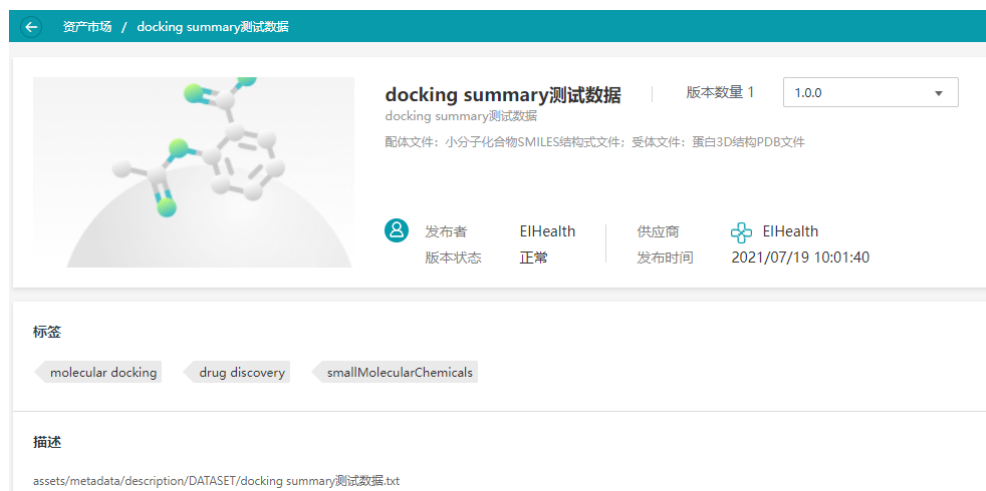 资产市场 / docking summary测试数据
docking summary测试数据 版本数量 1 1.0.0
docking summary测试数据
配体文件：小分子化合物SMILES结构式文件；受体文件：蛋白3D结构PDB文件
发布者 EIHealth 供应商 EIHealth
版本状态 正常 发布时间 2021/07/19 10:01:40
标签
molecular docking drug discovery smallMolecularChemicals
描述
assets/metadata/description/DATASET/docking summary测试数据.txt